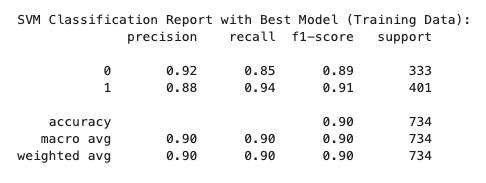 SVM Classification Report with Best Model (Training Data):
precision recall f1-score support
0 0.92 0.85 0.89 333
1 0.88 0.94 0.91 401
accuracy 0.90 734
macro avg 0.90 0.90 0.90 734
weighted avg 0.90 0.90 0.90 734